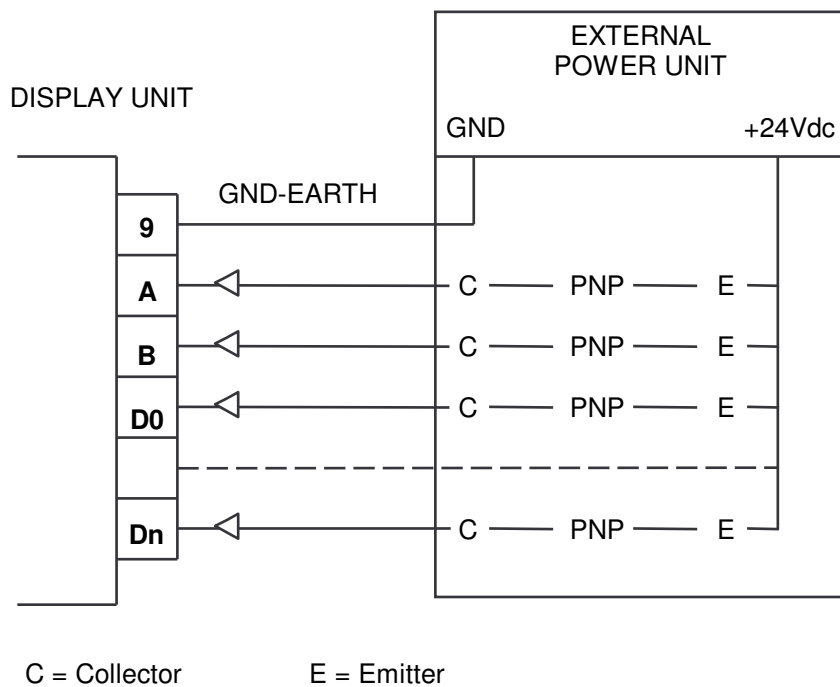 EXTERNAL
POWER UNIT
DISPLAY UNIT
GND +24Vdc
GND-EARTH
9
A C PNP E
B C PNP E
D0 C PNP E
Dn C PNP E
C = Collector E = Emitter